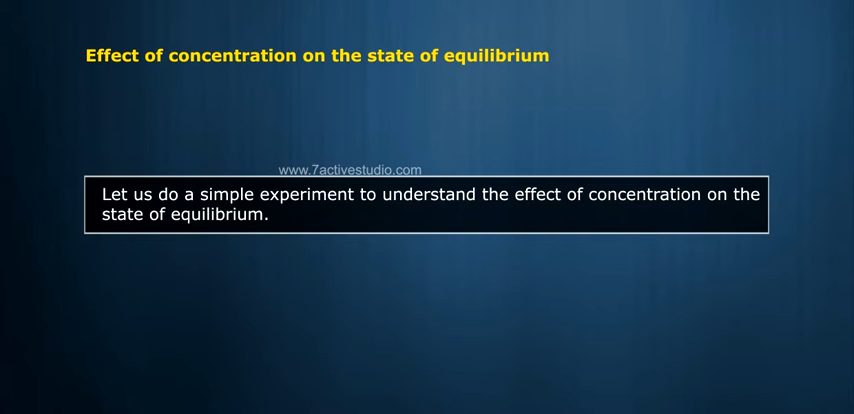 Effect of concentration on the state of equilibrium
www.7activestudio.com
Let us do a simple experiment to understand the effect of concentration on the
state of equilibrium.